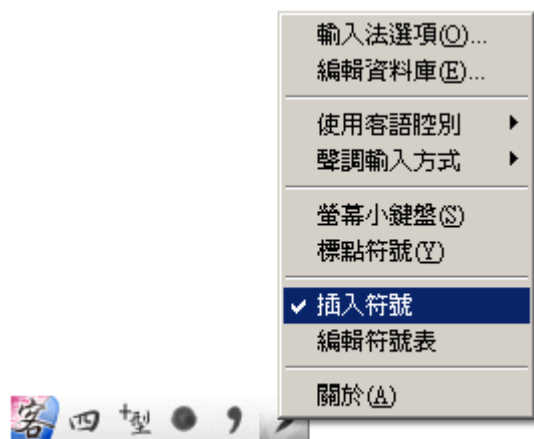 輸入法選項(O)...
編輯資料庫(E)...
使用客語腔別
聲調輸入方式
螢幕小鍵盤(S)
標點符號(Y)
插入符號
編輯符號表
關於(A)
客 四 +型 ● ,